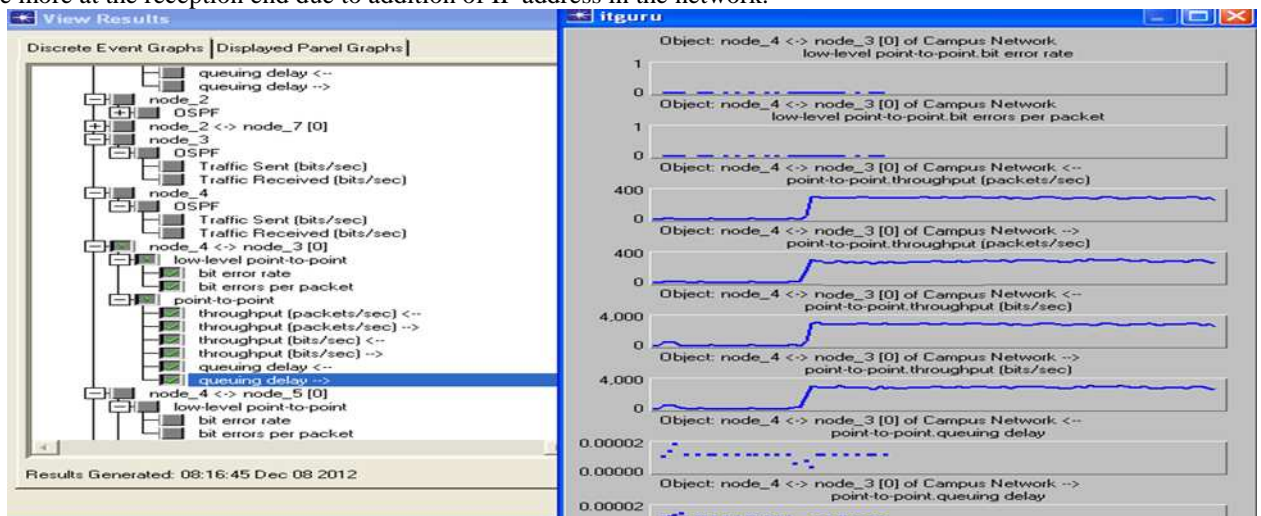 e more at the reception end due to addition of IP address in the network.
View Results
Discrete Event Graphs Displayed Panel Graphs
queuing delay <--
queuing delay -->
node_2
OSPF
node_2 <-> node_7 [0]
node_3
OSPF
Traffic Sent (bits/sec)
Traffic Received (bits/sec)
node_4
OSPF
Traffic Sent (bits/sec)
Traffic Received (bits/sec)
node_4 <-> node_3 [0]
low-level point-to-point
bit error rate
bit errors per packet
point-to-point
throughput (packets/sec) <--
throughput (packets/sec) -->
throughput (bits/sec) <--
throughput (bits/sec) -->
queuing delay <--
queuing delay -->
node_4 <-> node_5 [0]
low-level point-to-point
bit error rate
bit errors per packet
Results Generated: 08:16:45 Dec 08 2012
itguru
Object: node_4 <-> node_3 [0] of Campus Network
low-level point-to-point.bit error rate
1
0
Object: node_4 <-> node_3 [0] of Campus Network
low-level point-to-point.bit errors per packet
1
0
Object: node_4 <-> node_3 [0] of Campus Network <--
point-to-point.throughput (packets/sec)
400
0
Object: node_4 <-> node_3 [0] of Campus Network -->
point-to-point.throughput (packets/sec)
400
0
Object: node_4 <-> node_3 [0] of Campus Network <--
point-to-point.throughput (bits/sec)
4,000
0
Object: node_4 <-> node_3 [0] of Campus Network -->
point-to-point.throughput (bits/sec)
4,000
0
Object: node_4 <-> node_3 [0] of Campus Network <--
point-to-point.queuing delay
0.00002
0.00000
Object: node_4 <-> node_3 [0] of Campus Network -->
point-to-point.queuing delay
0.00002